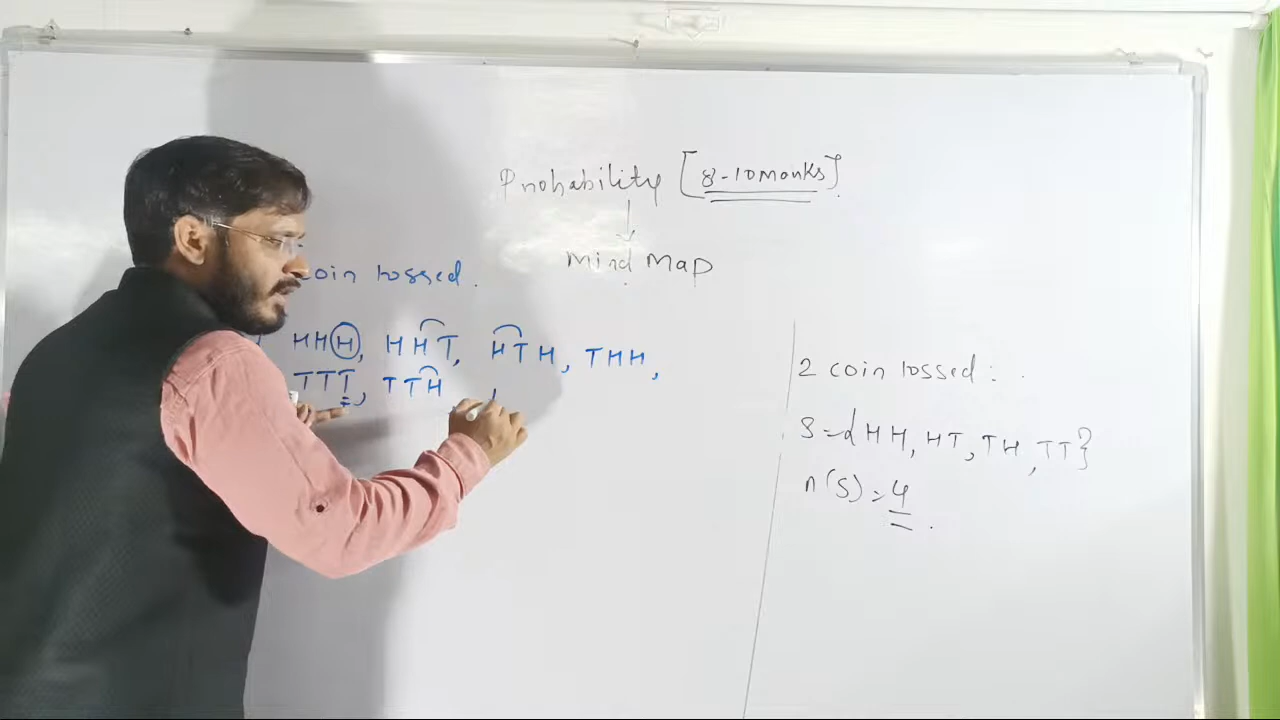 Probability [8-10 marks].
Mind Map
coin tossed.
HHH, HHT, HTH, THH,
TTT, TTH
2 coin tossed:
S={HH, HT, TH, TT}
n(S)=4